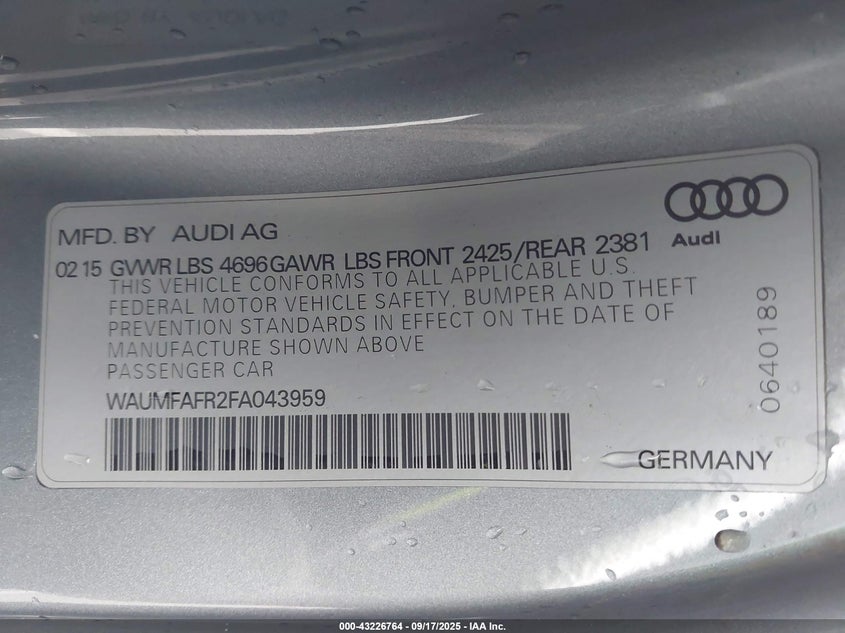 MFD. BY AUDI AG
Audi
02 15 GVWR LBS 4696 GAWR LBS FRONT 2425/REAR 2381
THIS VEHICLE CONFORMS TO ALL APPLICABLE U.S.
FEDERAL MOTOR VEHICLE SAFETY, BUMPER AND THEFT
PREVENTION STANDARDS IN EFFECT ON THE DATE OF
MANUFACTURE SHOWN ABOVE
PASSENGER CAR
0640189
WAUMFAFR2FA043959
GERMANY
000-43226764 - 09/17/2025 - IAA Inc.